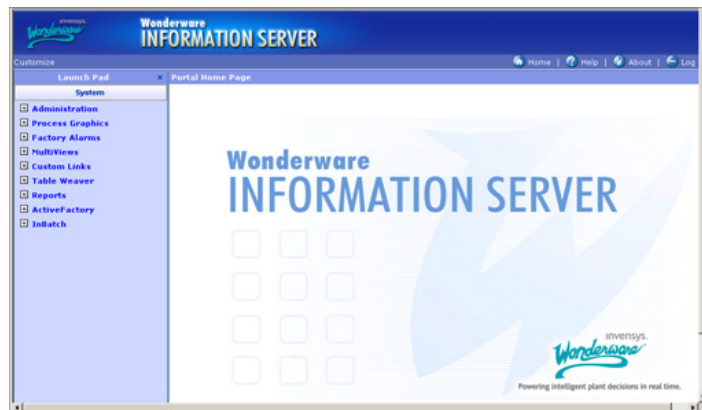 invensys.
Wonderware
Wonderware
INFORMATION SERVER
Customize
Home | Help | About | Log
Launch Pad × Portal Home Page
System
Administration
Process Graphics
Factory Alarms
MultiViews
Custom Links
Table Weaver
Reports
ActiveFactory
InBatch
Wonderware
INFORMATION SERVER
invensys.
Wonderware
Powering intelligent plant decisions in real time.